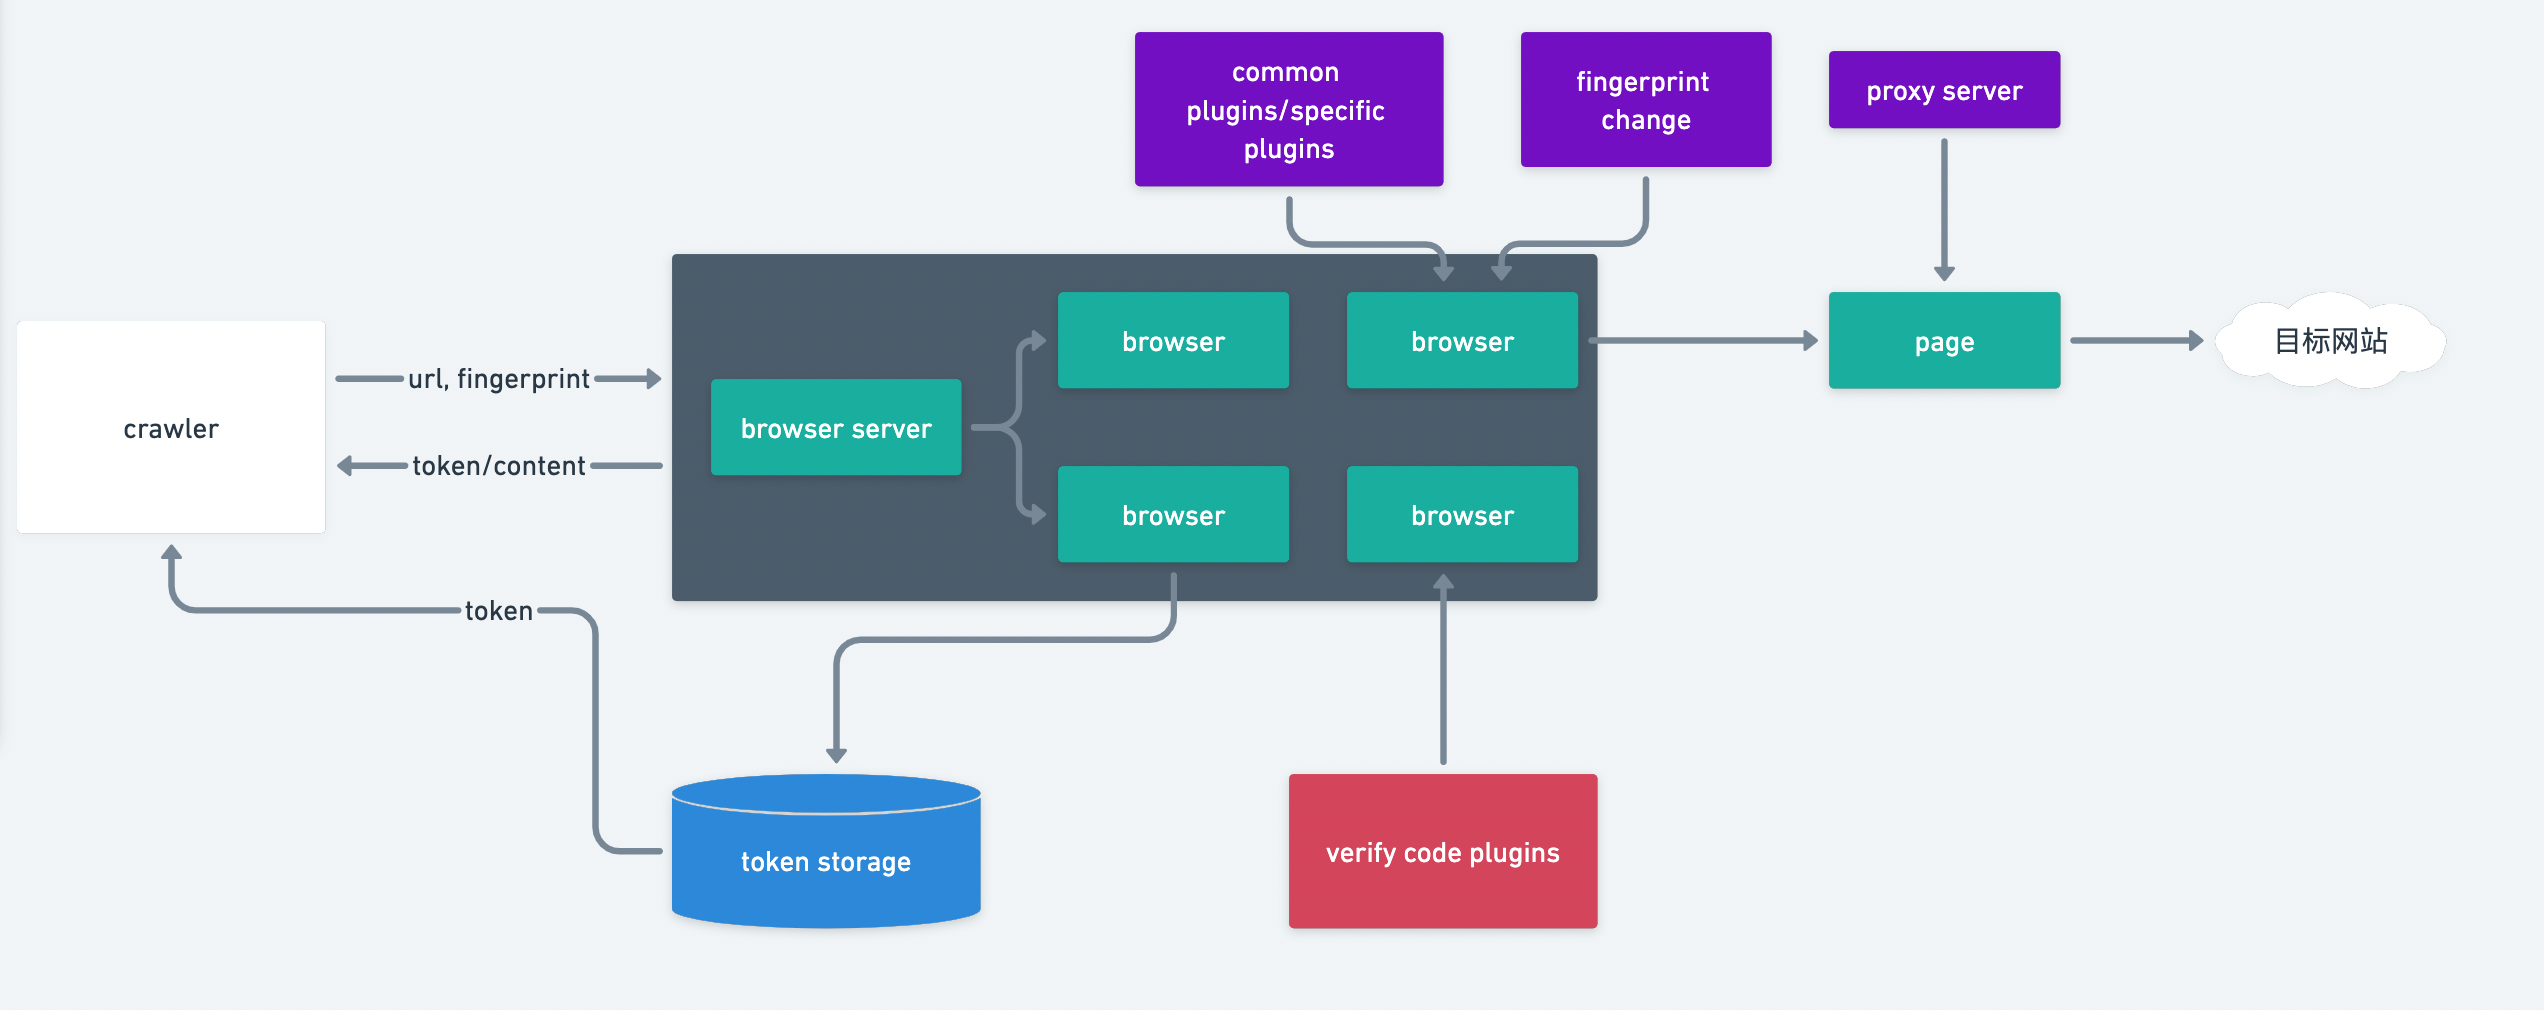 common
plugins/specific
plugins
fingerprint
change
proxy server
crawler
url, fingerprint
token/content
browser server
browser
browser
browser
browser
page
目标网站
token
token storage
verify code plugins